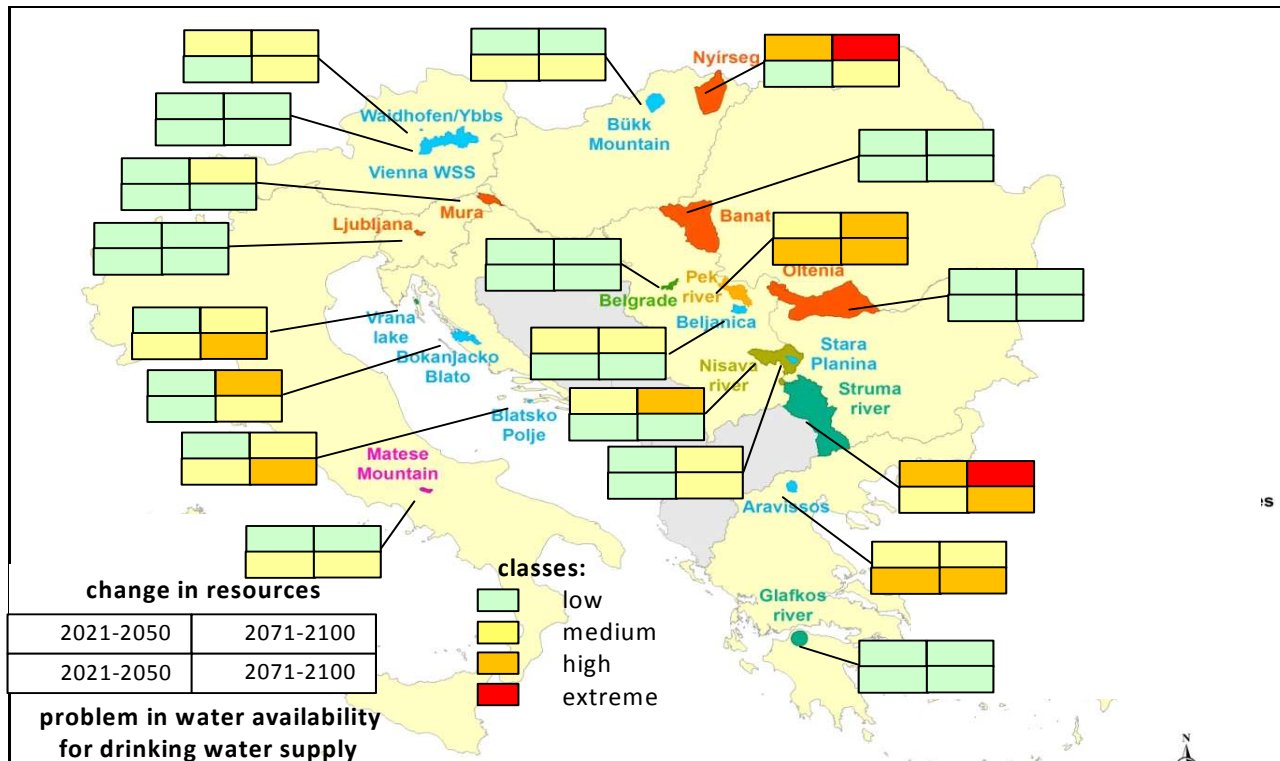 Nyírseg
Waidhofen/Ybbs
Bükk
Mountain
Vienna WSS
Mura
Ljubljana
Banat
Oltenia
Pek
river
Belgrade
Beljanica
Vrana
lake
Bokanjacko
Blato
Stara
Planina
Nisava
river
Struma
river
Blatsko
Polje
Matese
Mountain
Aravissos
es
Glafkos
river
change in resources
2021-2050 2071-2100
2021-2050 2071-2100
problem in water availability
for drinking water supply
classes:
low
medium
high
extreme
N